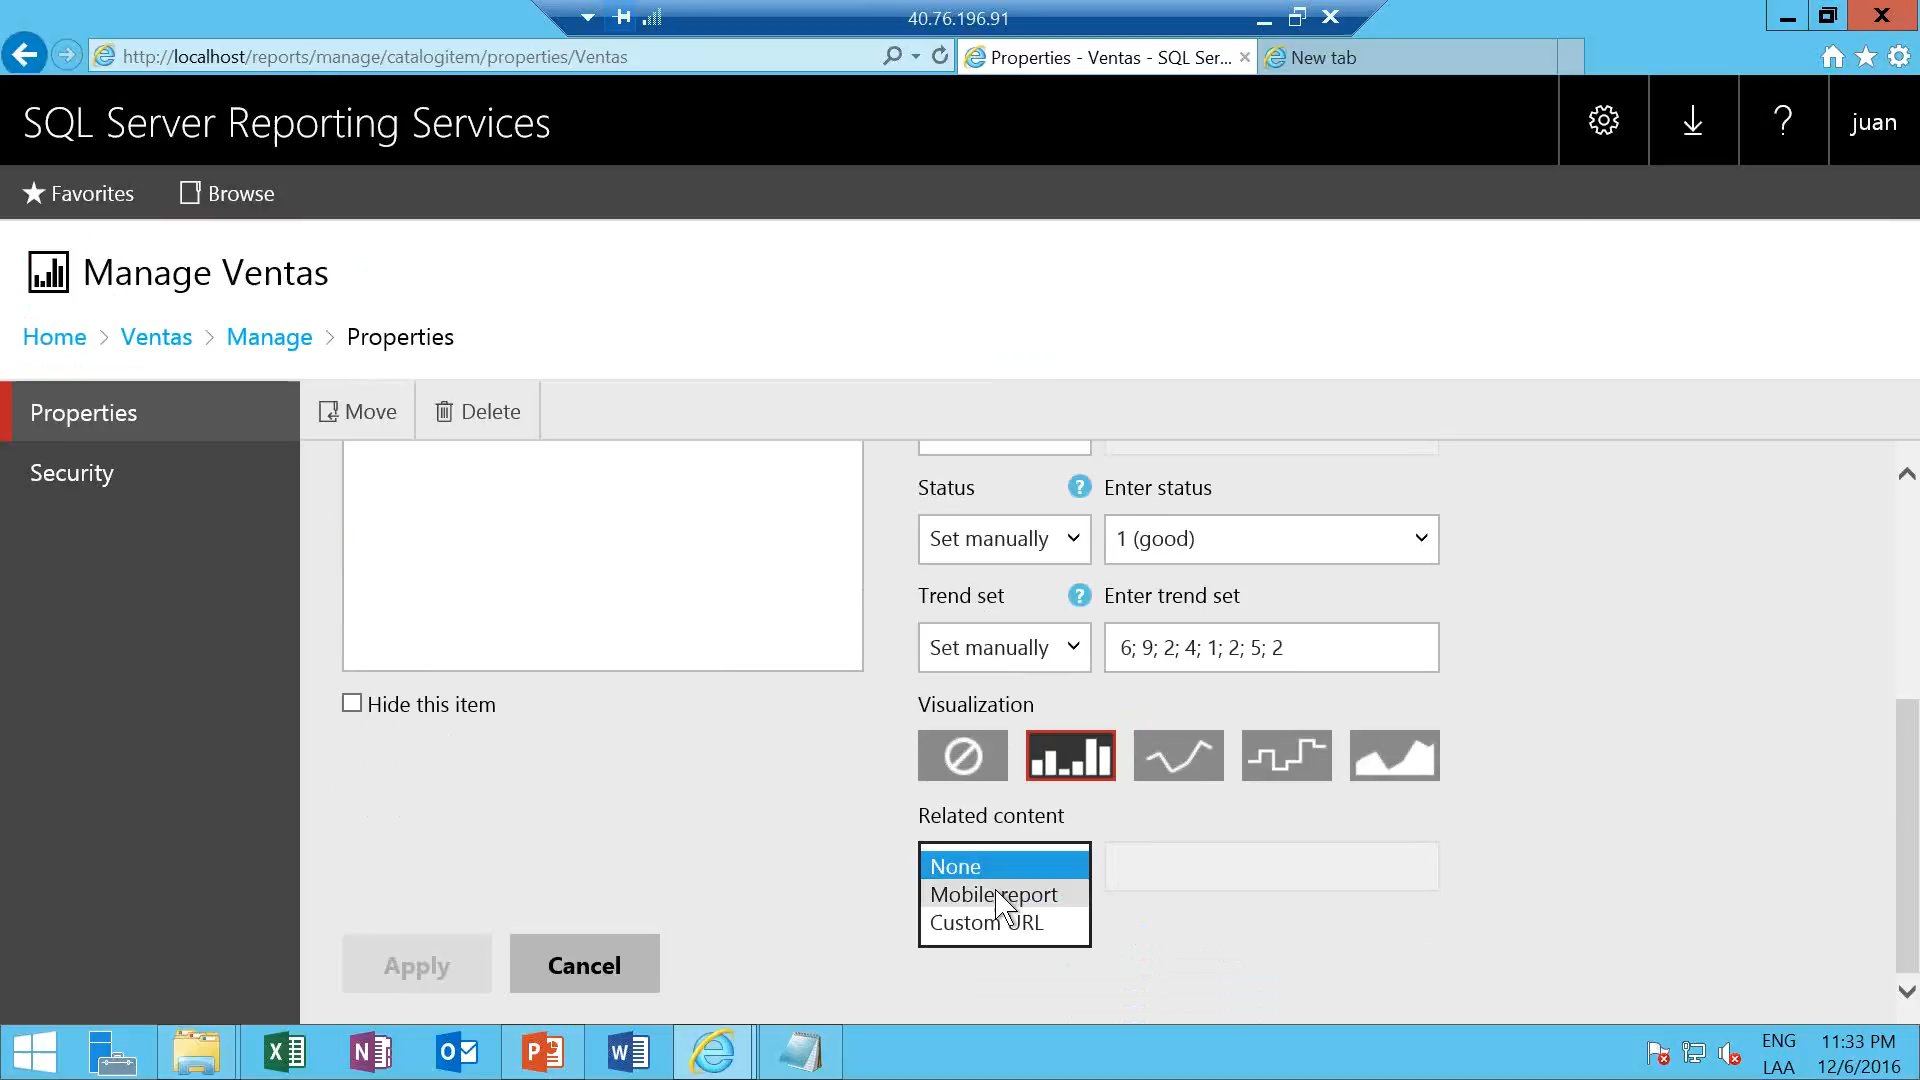 40.76.196.91
http://localhost/reports/manage/catalogitem/properties/Ventas
Properties - Ventas - SQL Ser...
New tab
SQL Server Reporting Services
?
juan
Favorites
Browse
Manage Ventas
Home > Ventas > Manage > Properties
Properties
Move
Delete
Security
Status
?
Enter status
Set manually
1 (good)
Trend set
?
Enter trend set
Set manually
6; 9; 2; 4; 1; 2; 5; 2
Hide this item
Visualization
Related content
None
Mobile report
Custom URL
Apply
Cancel
ENG
LAA
11:33 PM
12/6/2016